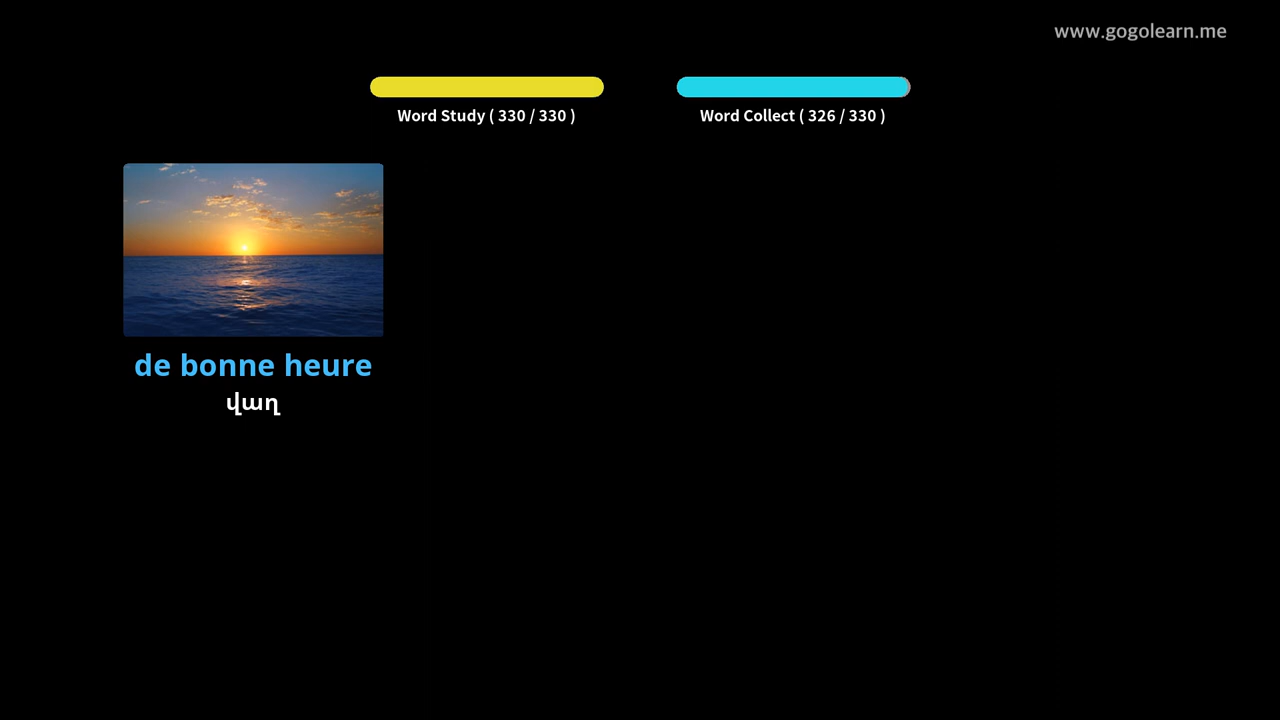 www.gogolearn.me
Word Study ( 330 / 330 )
Word Collect ( 326 / 330 )
de bonne heure
վաղ